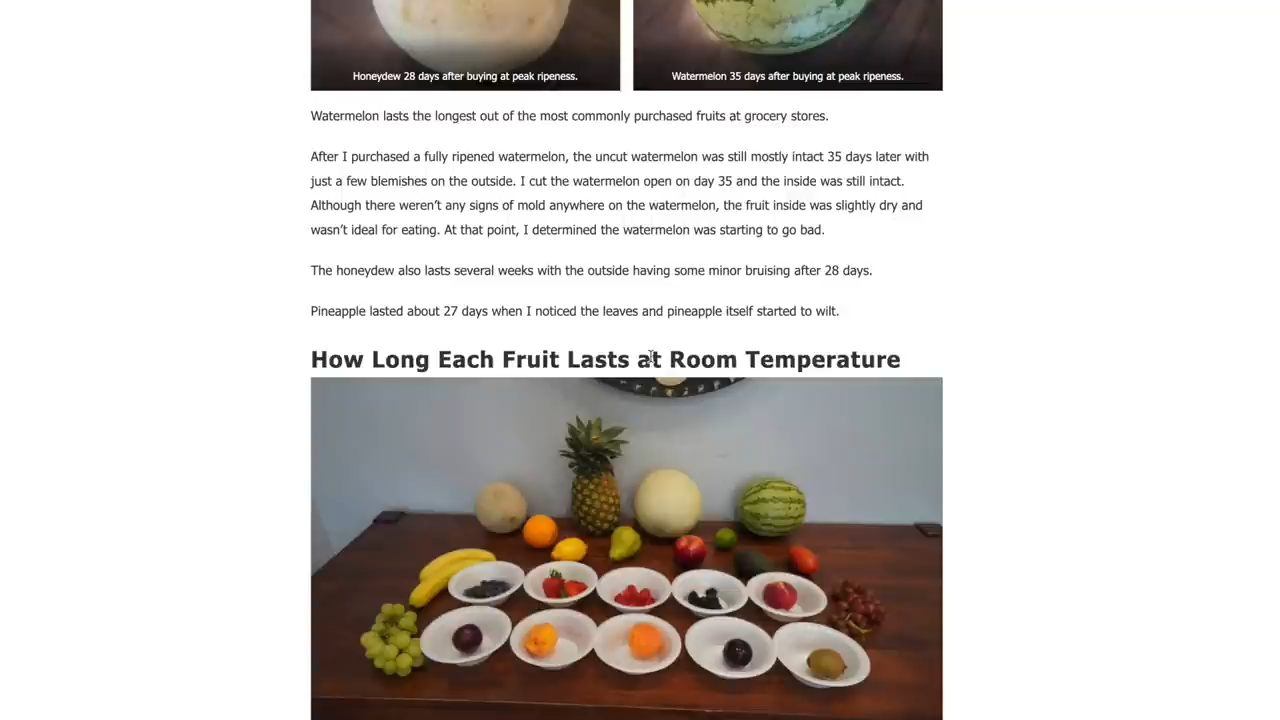 Honeydew 28 days after buying at peak ripeness.
Watermelon 35 days after buying at peak ripeness.
Watermelon lasts the longest out of the most commonly purchased fruits at grocery stores.
After I purchased a fully ripened watermelon, the uncut watermelon was still mostly intact 35 days later with
just a few blemishes on the outside. I cut the watermelon open on day 35 and the inside was still intact.
Although there weren’t any signs of mold anywhere on the watermelon, the fruit inside was slightly dry and
wasn’t ideal for eating. At that point, I determined the watermelon was starting to go bad.
The honeydew also lasts several weeks with the outside having some minor bruising after 28 days.
Pineapple lasted about 27 days when I noticed the leaves and pineapple itself started to wilt.
How Long Each Fruit Lasts at Room Temperature